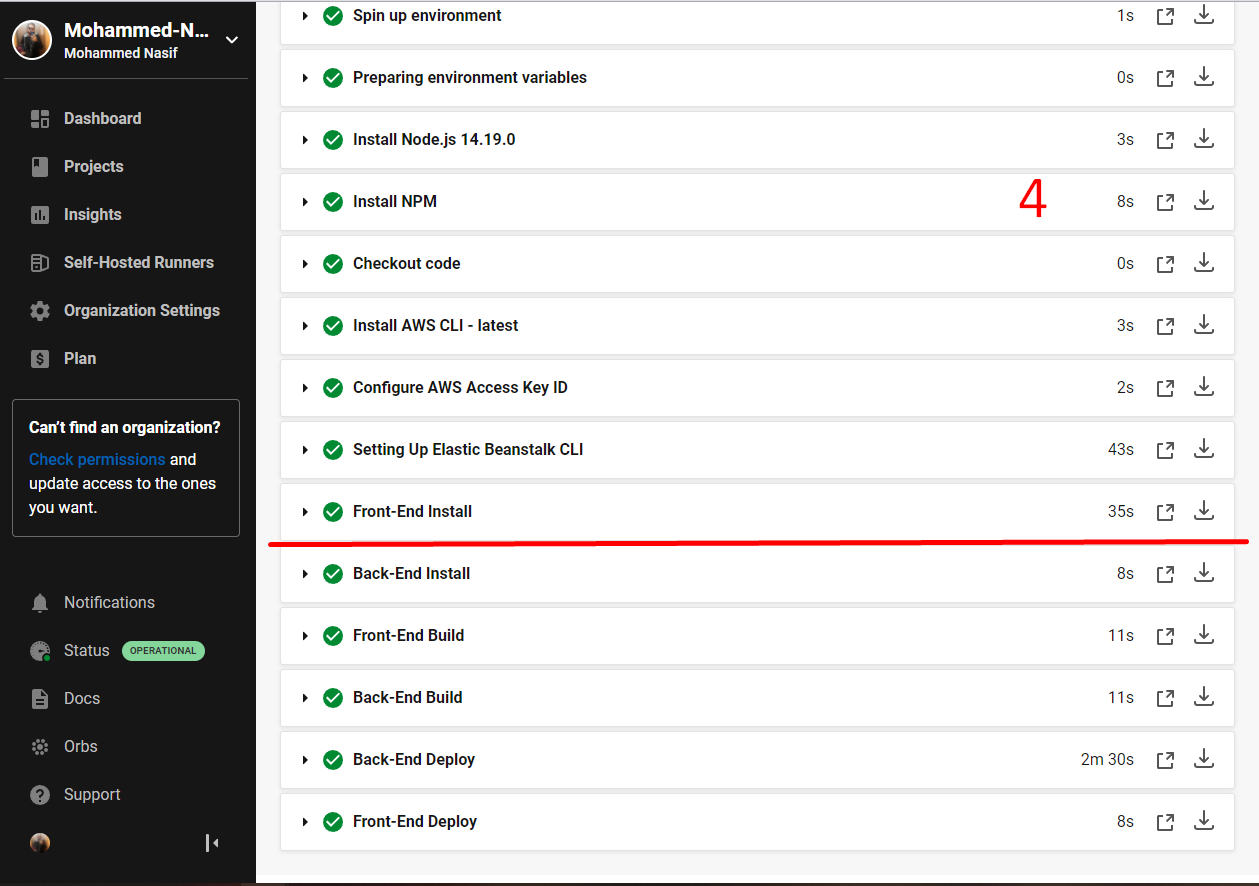 Mohammed-N...
Mohammed Nasif
Dashboard
Projects
Insights
Self-Hosted Runners
Organization Settings
Plan
Can't find an organization?
Check permissions and
update access to the ones
you want.
Notifications
Status OPERATIONAL
Docs
Orbs
Support
Spin up environment 1s
Preparing environment variables 0s
Install Node.js 14.19.0 3s
Install NPM 4 8s
Checkout code 0s
Install AWS CLI - latest 3s
Configure AWS Access Key ID 2s
Setting Up Elastic Beanstalk CLI 43s
Front-End Install 35s
Back-End Install 8s
Front-End Build 11s
Back-End Build 11s
Back-End Deploy 2m 30s
Front-End Deploy 8s